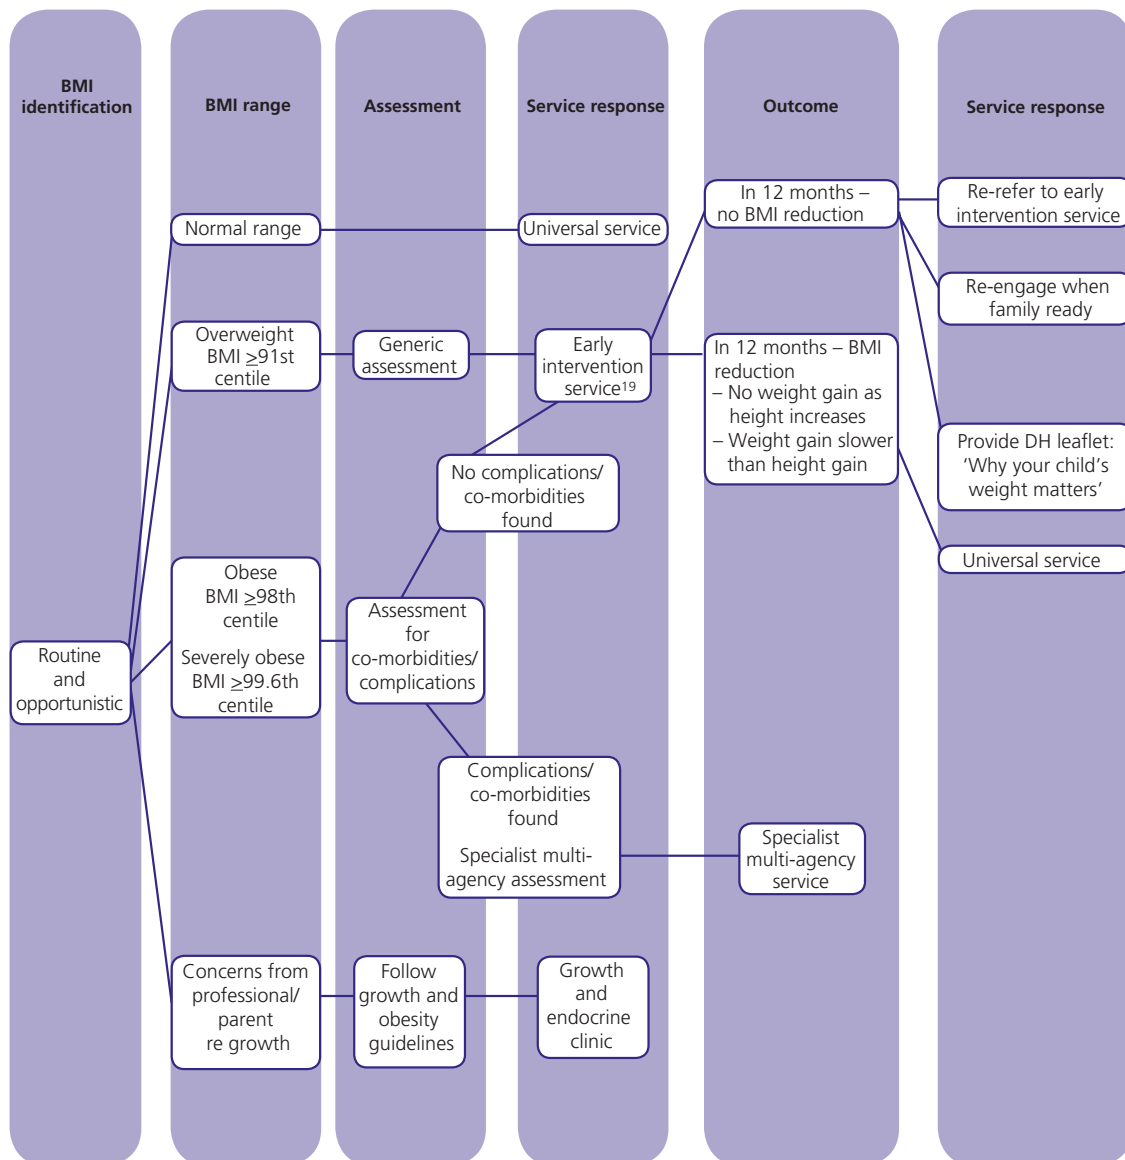 BMI
identification
BMI range
Assessment
Service response
Outcome
Service response
Routine
and
opportunistic
Normal range
Universal service
Overweight
BMI ≥91st
centile
Generic
assessment
Early
intervention
service¹⁹
In 12 months –
no BMI reduction
Re-refer to early
intervention service
Re-engage when
family ready
Provide DH leaflet:
‘Why your child’s
weight matters’
In 12 months – BMI
reduction
– No weight gain as
height increases
– Weight gain slower
than height gain
Universal service
Obese
BMI ≥98th
centile
Severely obese
BMI ≥99.6th
centile
Assessment
for
co-morbidities/
complications
No complications/
co-morbidities
found
Complications/
co-morbidities
found
Specialist multi-
agency assessment
Specialist
multi-agency
service
Concerns from
professional/
parent
re growth
Follow
growth and
obesity
guidelines
Growth
and
endocrine
clinic